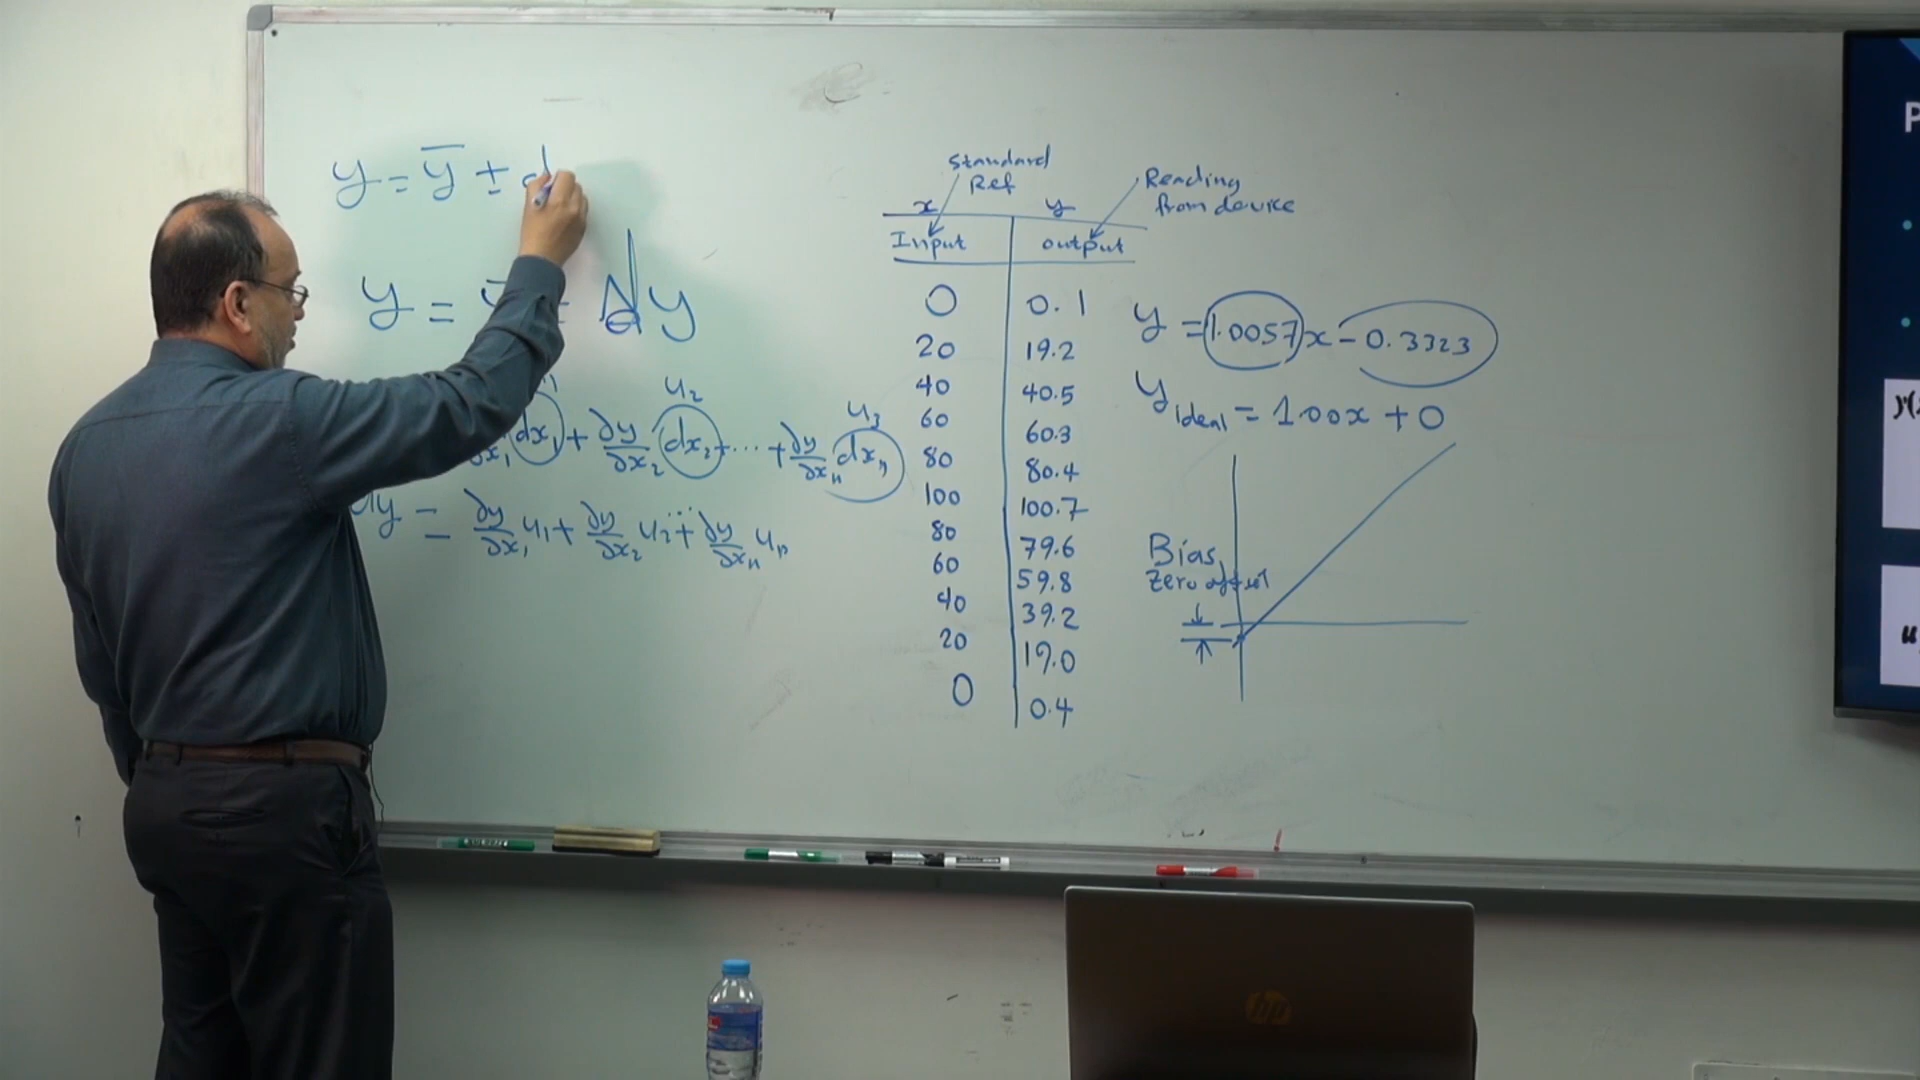 y = y̅ ± d
y = Δy
u₂
u₃
dx₁ + ∂y/∂x₂ dx₂ + ... + ∂y/∂xₙ dxₙ
dy = ∂y/∂x₁ u₁ + ∂y/∂x₂ u₂ ... + ∂y/∂xₙ uₙ
Standard
Ref
Reading
from device
x y
Input output
0 0.1
20 19.2
40 40.5
60 60.3
80 80.4
100 100.7
80 79.6
60 59.8
40 39.2
20 19.0
0 0.4
y = 1.0057x - 0.3323
y ideal = 1.00x + 0
Bias,
Zero offset
P
y(
u
hp